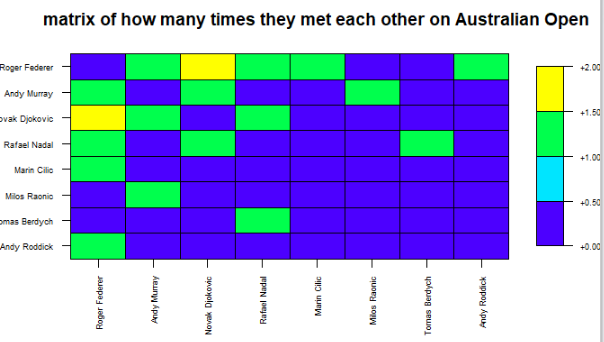 matrix of how many times they met each other on Australian Open
Roger Federer
Andy Murray
ovak Djokovic
Rafael Nadal
Marin Cilic
Milos Raonic
omas Berdych
Andy Roddick
+2.00
+1.50
+1.00
+0.50
+0.00
Roger Federer
Andy Murray
Novak Djokovic
Rafael Nadal
Marin Cilic
Milos Raonic
Tomas Berdych
Andy Roddick